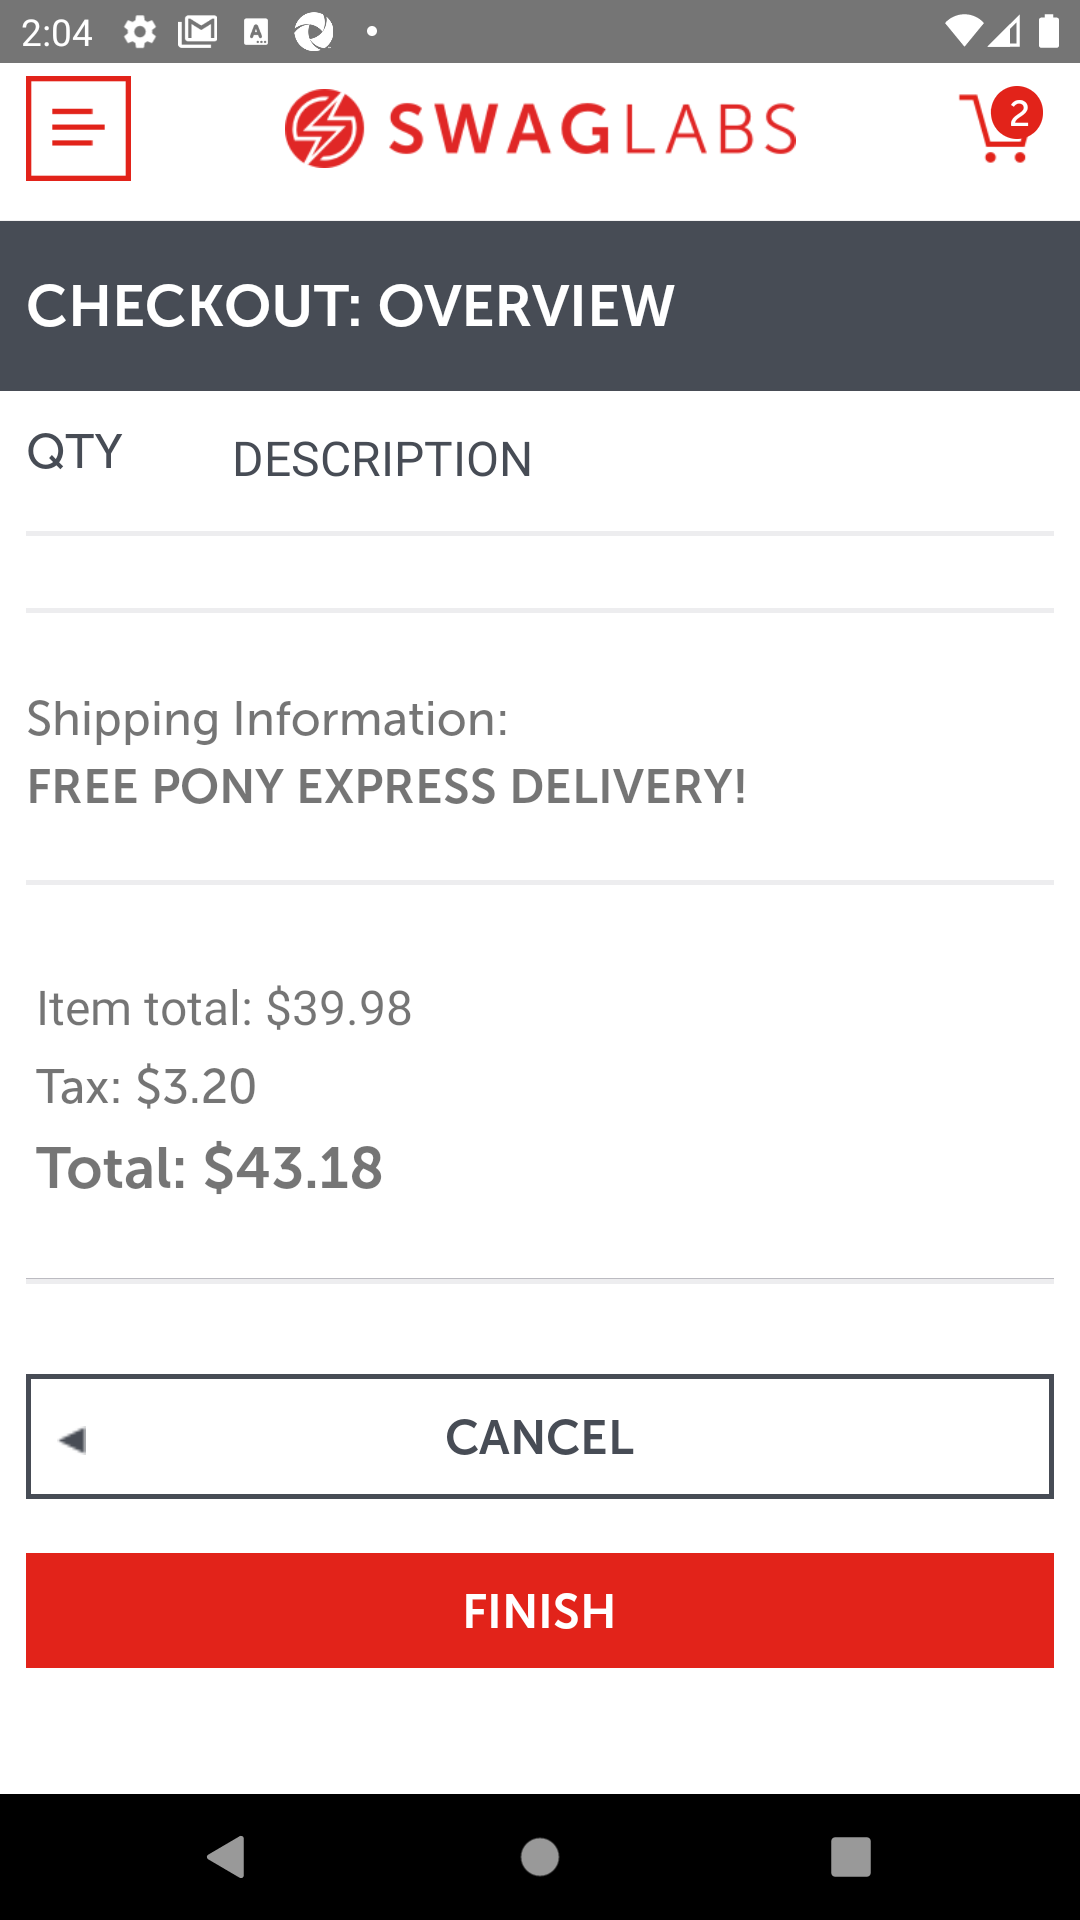 2:04
SWAGLABS
2
CHECKOUT: OVERVIEW
QTY DESCRIPTION
Shipping Information:
FREE PONY EXPRESS DELIVERY!
Item total: $39.98
Tax: $3.20
Total: $43.18
CANCEL
FINISH